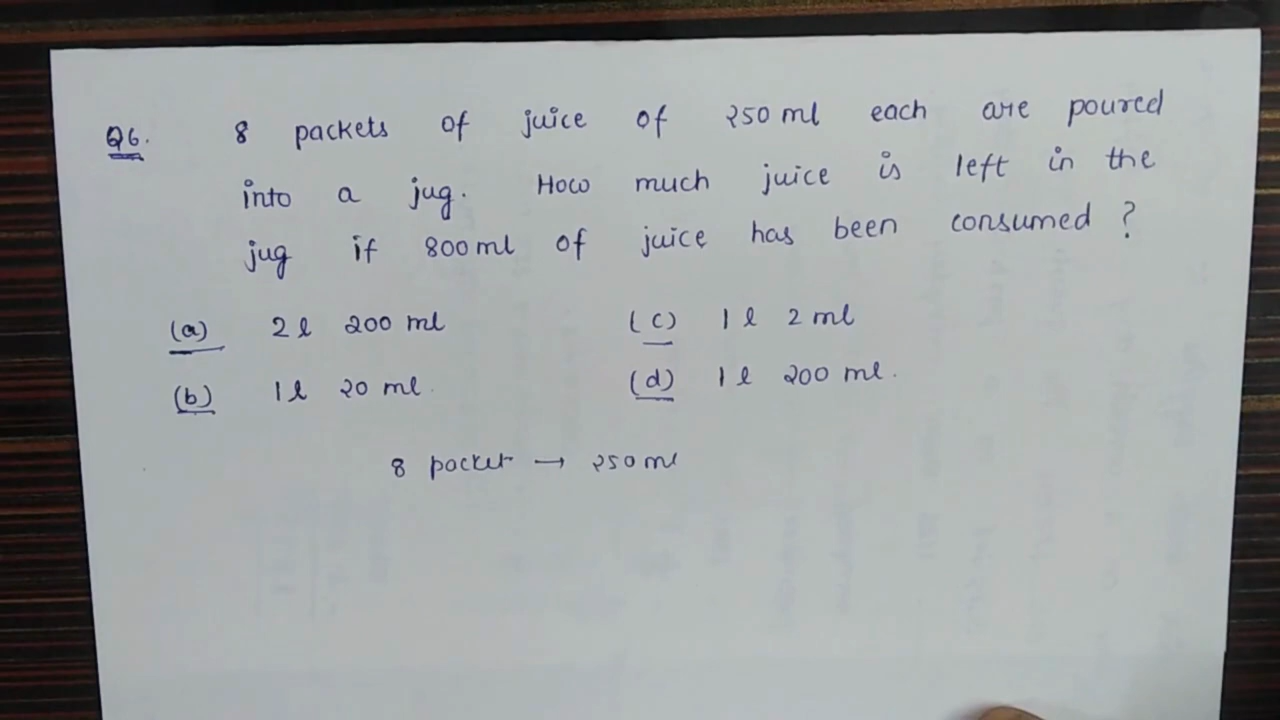 Q6. 8 packets of juice of 250 ml each are poured
into a jug. How much juice is left in the
jug if 800 ml of juice has been consumed ?
(a) 2 l 200 ml (c) 1 l 2 ml
(b) 1 l 20 ml. (d) 1 l 200 ml.
8 packet → 250 ml